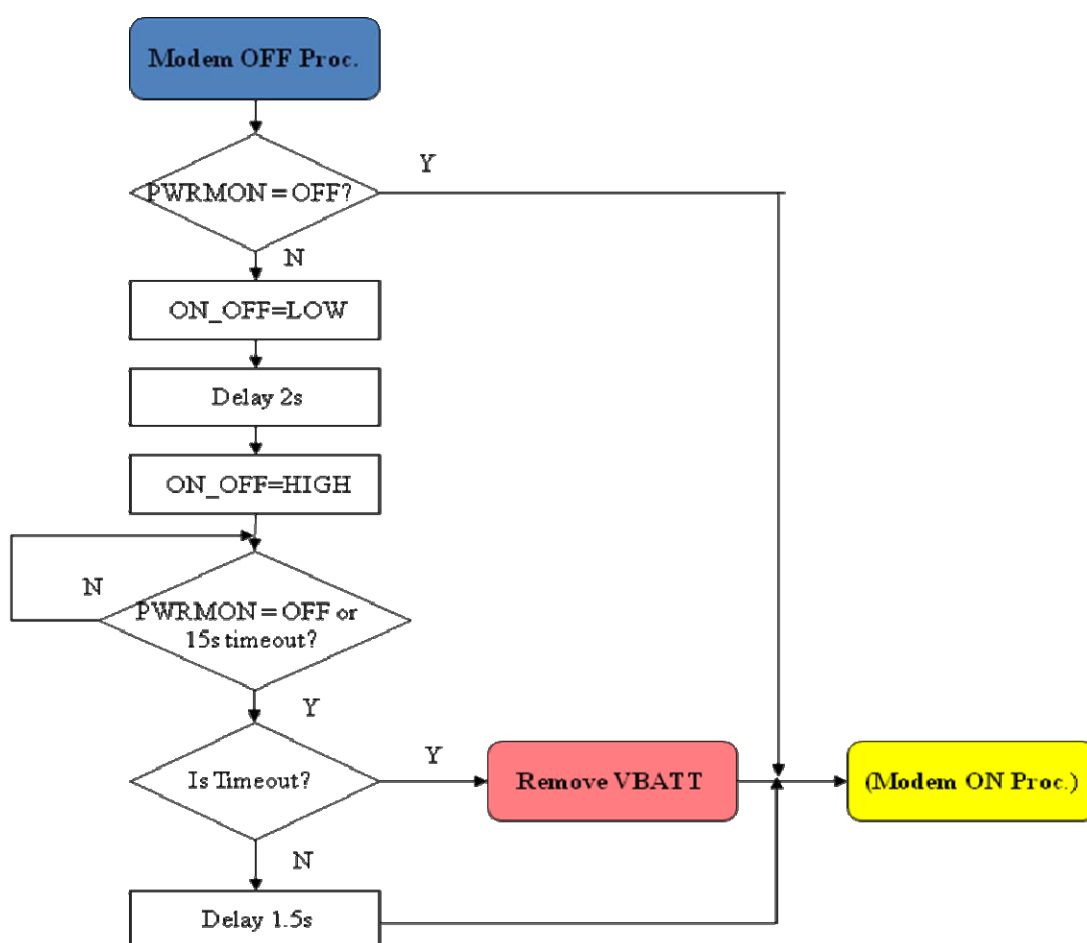 Modem OFF Proc.
Y
PWRMON = OFF?
N
ON_OFF=LOW
Delay 2s
ON_OFF=HIGH
N
PWRMON = OFF or
15s timeout?
Y
Y
Is Timeout?
Remove VBATT
(Modem ON Proc.)
N
Delay 1.5s